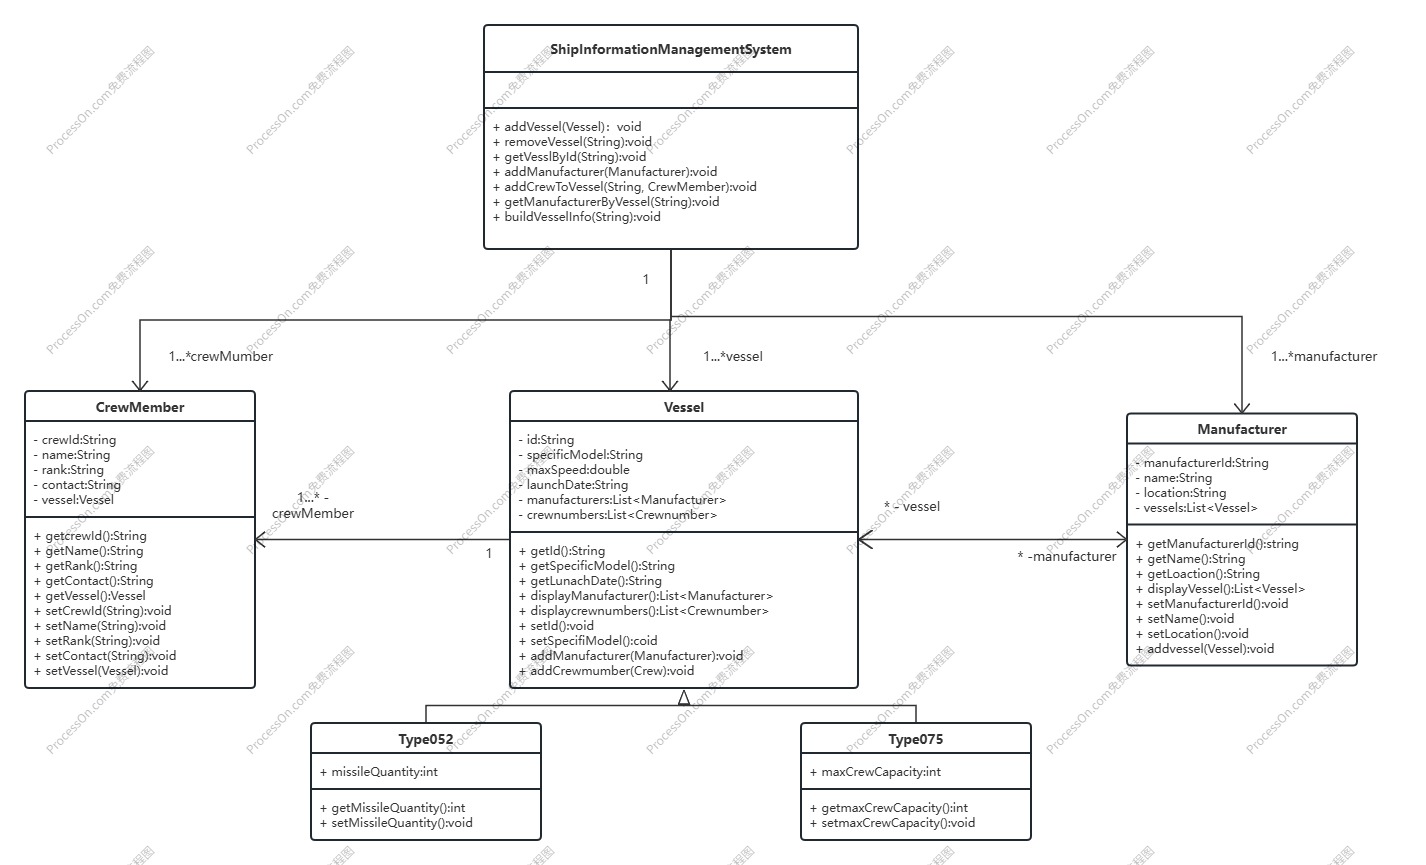 ShipInformationManagementSystem
+ addVessel(Vessel)：void
+ removeVessel(String):void
+ getVesslById(String):void
+ addManufacturer(Manufacturer):void
+ addCrewToVessel(String, CrewMember):void
+ getManufacturerByVessel(String):void
+ buildVesselInfo(String):void
1
1...*crewMumber
1...*vessel
1...*manufacturer
CrewMember
- crewId:String
- name:String
- rank:String
- contact:String
- vessel:Vessel
+ getcrewId():String
+ getName():String
+ getRank():String
+ getContact():String
+ getVessel():Vessel
+ setCrewId(String):void
+ setName(String):void
+ setRank(String):void
+ setContact(String):void
+ setVessel(Vessel):void
1...* -
crewMember
1
Vessel
- id:String
- specificModel:String
- maxSpeed:double
- launchDate:String
- manufacturers:List<Manufacturer>
- crewnumbers:List<Crewnumber>
+ getId():String
+ getSpecificModel():String
+ getLunachDate():String
+ displayManufacturer():List<Manufacturer>
+ displaycrewnumbers():List<Crewnumber>
+ setId():void
+ setSpecifiModel():coid
+ addManufacturer(Manufacturer):void
+ addCrewmumber(Crew):void
* - vessel
* -manufacturer
Manufacturer
- manufacturerId:String
- name:String
- location:String
- vessels:List<Vessel>
+ getManufacturerId():string
+ getName():String
+ getLoaction():String
+ displayVessel():List<Vessel>
+ setManufacturerId():void
+ setName():void
+ setLocation():void
+ addvessel(Vessel):void
Type052
+ missileQuantity:int
+ getMissileQuantity():int
+ setMissileQuantity():void
Type075
+ maxCrewCapacity:int
+ getmaxCrewCapacity():int
+ setmaxCrewCapacity():void
ProcessOn.com免费流程图